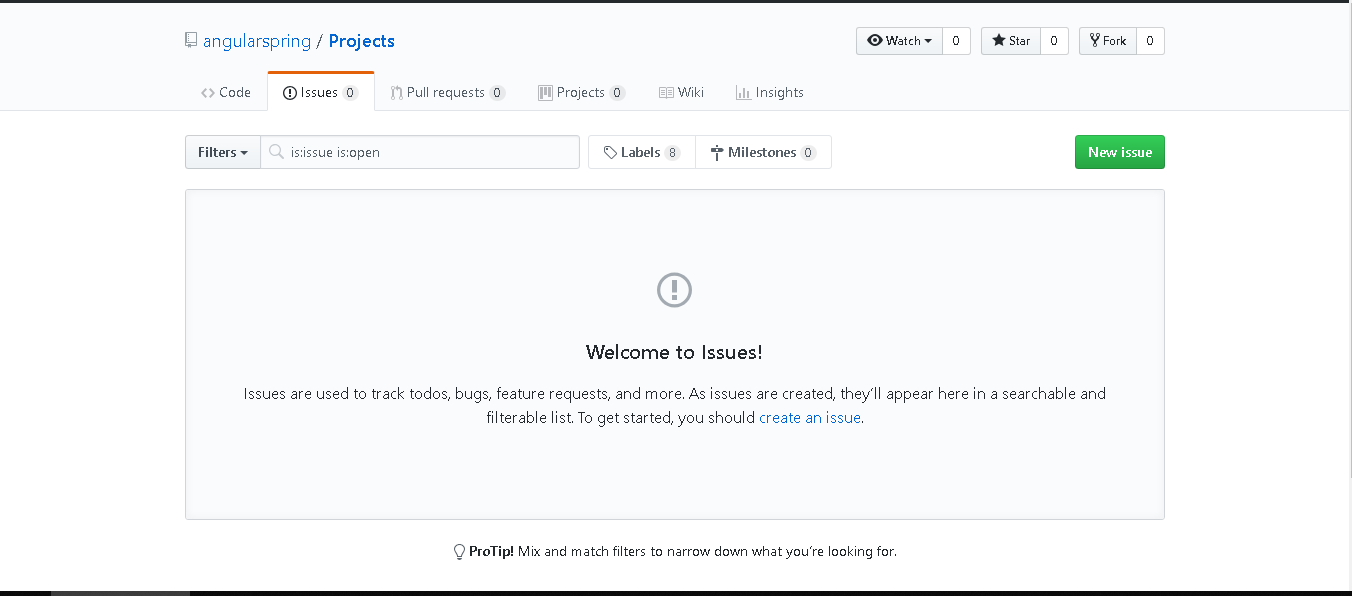 angularspring / Projects
Watch 0 Star 0 Fork 0
Code Issues 0 Pull requests 0 Projects 0 Wiki Insights
Filters is:issue is:open Labels 8 Milestones 0 New issue
Welcome to Issues!
Issues are used to track todos, bugs, feature requests, and more. As issues are created, they’ll appear here in a searchable and
filterable list. To get started, you should create an issue.
ProTip! Mix and match filters to narrow down what you’re looking for.